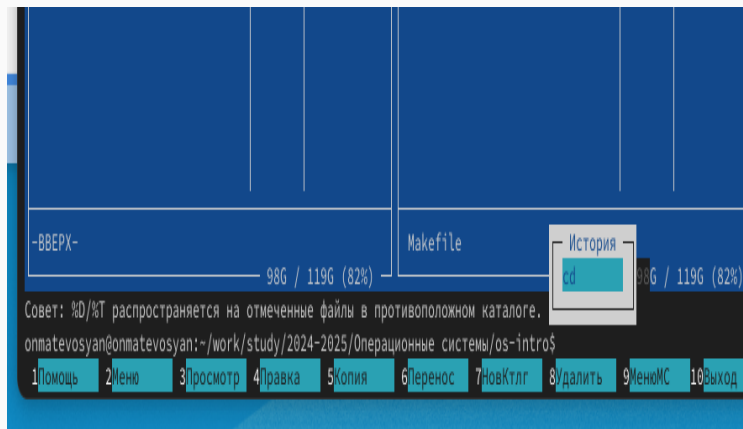 -ВВЕРХ-
98G / 119G (82%)
Makefile
История
cd
98G / 119G (82%)
Совет: %D/%T распространяется на отмеченные файлы в противоположном каталоге.
onmatevosyan@onmatevosyan:~/work/study/2024-2025/Операционные системы/os-intro$
1Помощь 2Меню 3Просмотр 4Правка 5Копия 6Перенос 7НовКтлг 8Удалить 9МенюМС 10Выход